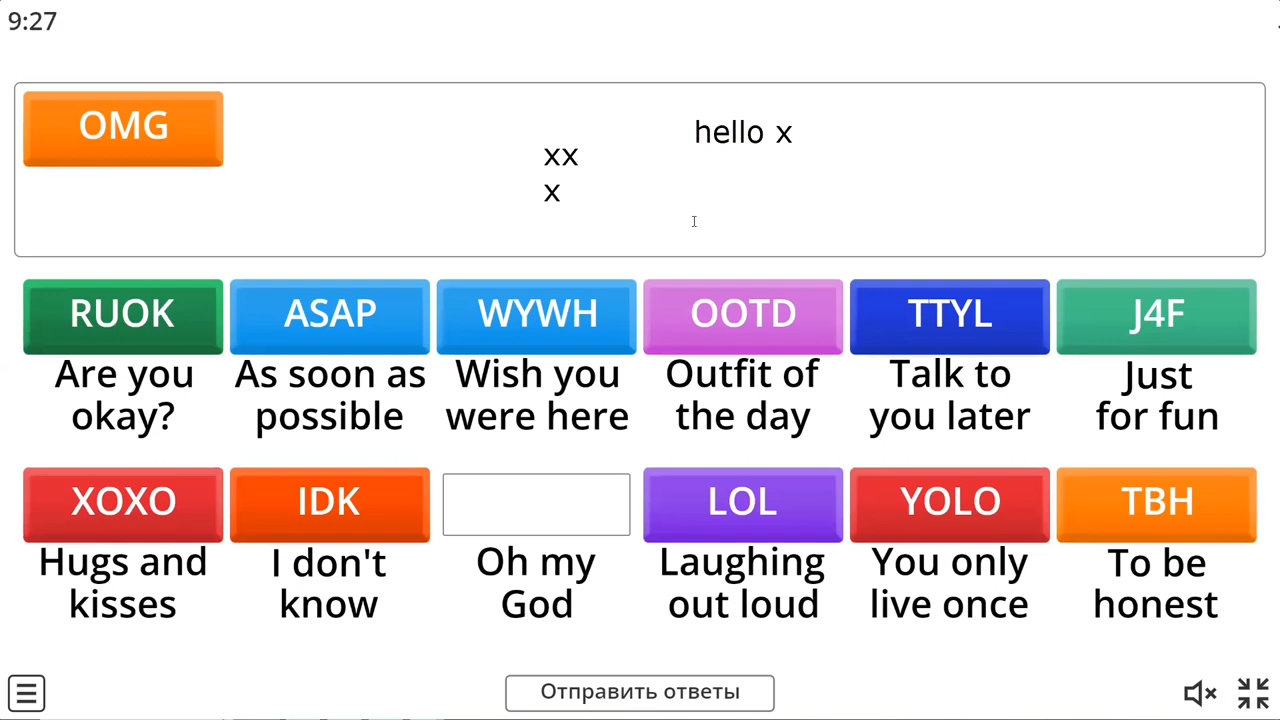 9:27
OMG
hello x
xx
x
RUOK ASAP WYWH OOTD TTYL J4F
Are you As soon as Wish you Outfit of Talk to Just
okay? possible were here the day you later for fun
XOXO IDK LOL YOLO TBH
Hugs and I don't Oh my Laughing You only To be
kisses know God out loud live once honest
Отправить ответы